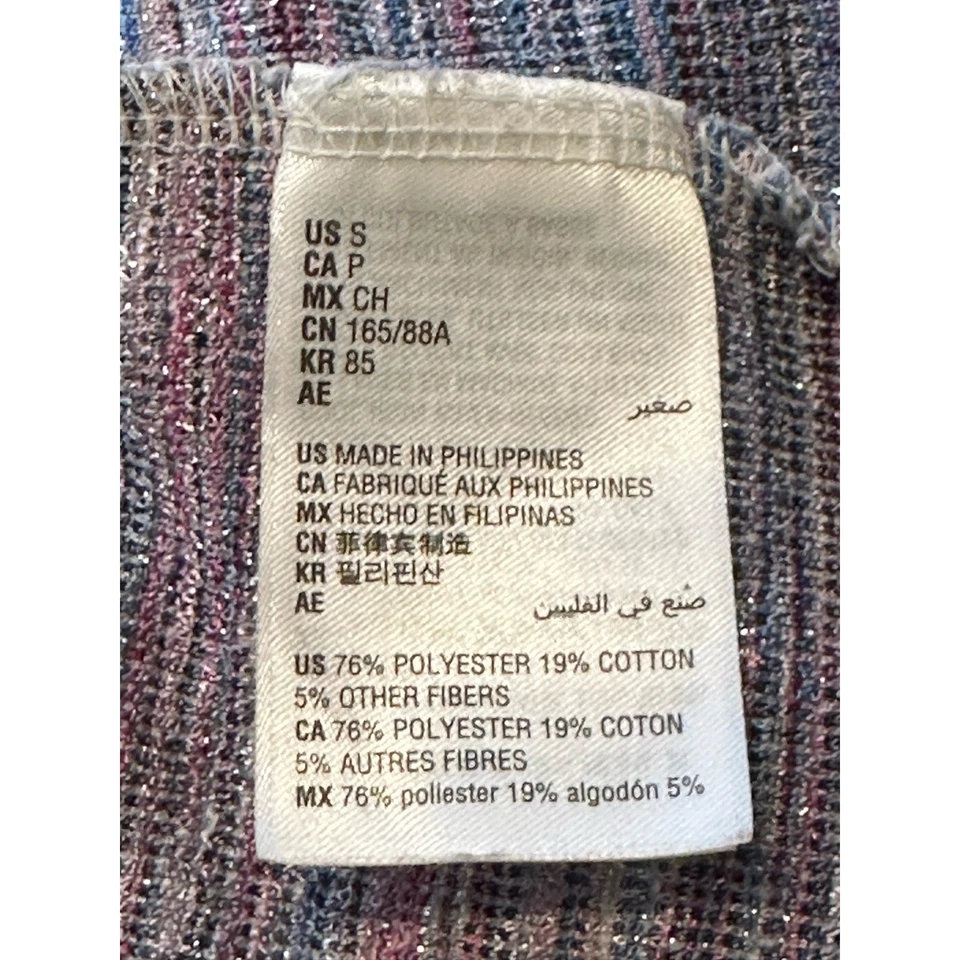 US S
CA P
MX CH
CN 165/88A
KR 85
AE صغير
US MADE IN PHILIPPINES
CA FABRIQUÉ AUX PHILIPPINES
MX HECHO EN FILIPINAS
CN 菲律宾制造
KR 필리핀산
AE صُنع في الفلبين
US 76% POLYESTER 19% COTTON
5% OTHER FIBERS
CA 76% POLYESTER 19% COTON
5% AUTRES FIBRES
MX 76% poliester 19% algodón 5%